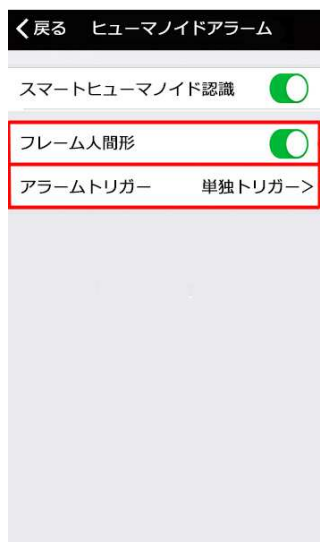 戻る ヒューマノイドアラーム
スマートヒューマノイド認識
フレーム人間形
アラームトリガー 単独トリガー>